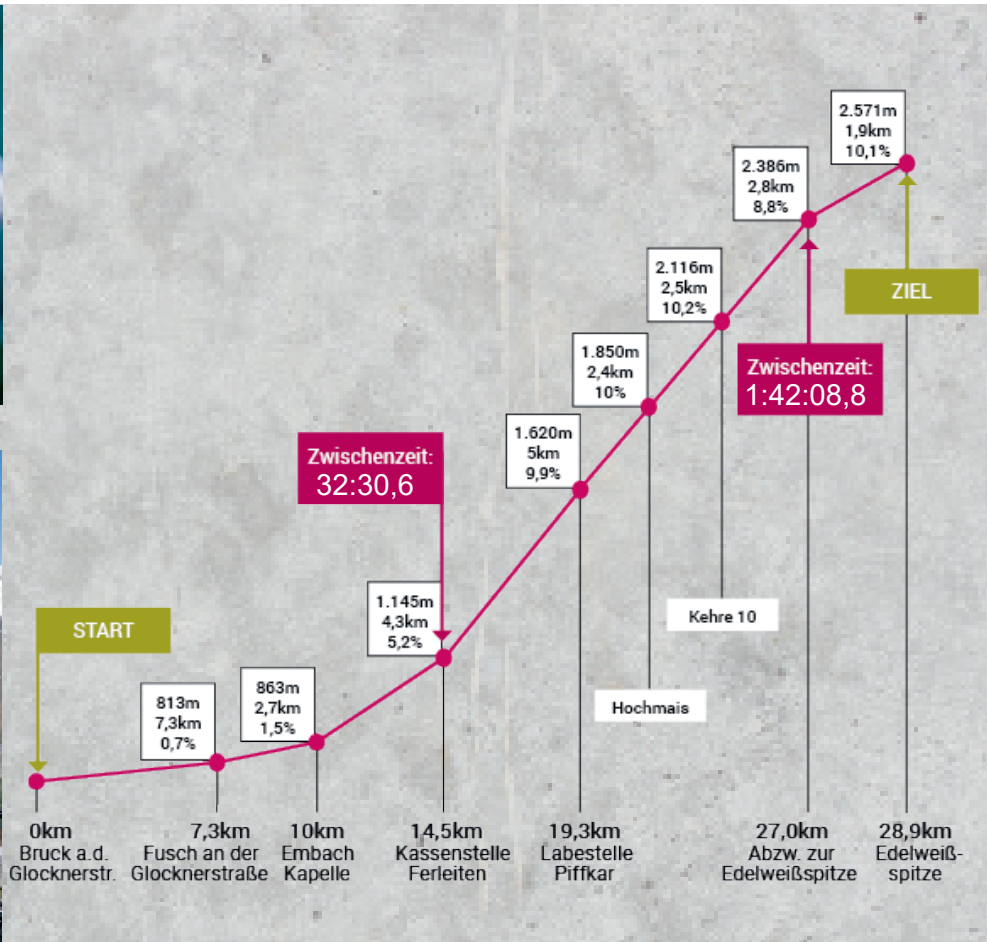 2.571m
1,9km
10,1%
2.386m
2,8km
8,8%
ZIEL
2.116m
2,5km
10,2%
1.850m
2,4km
10%
Zwischenzeit:
1:42:08,8
1.620m
5km
9,9%
Zwischenzeit:
32:30,6
1.145m
4,3km
5,2%
Kehre 10
START
863m
2,7km
1,5%
813m
7,3km
0,7%
Hochmais
0km
Bruck a.d.
Glocknerstr.
7,3km
Fusch an der
Glocknerstraße
10km
Embach
Kapelle
14,5km
Kassenstelle
Ferleiten
19,3km
Labestelle
Piffkar
27,0km
Abzw. zur
Edelweißspitze
28,9km
Edelweiß-
spitze